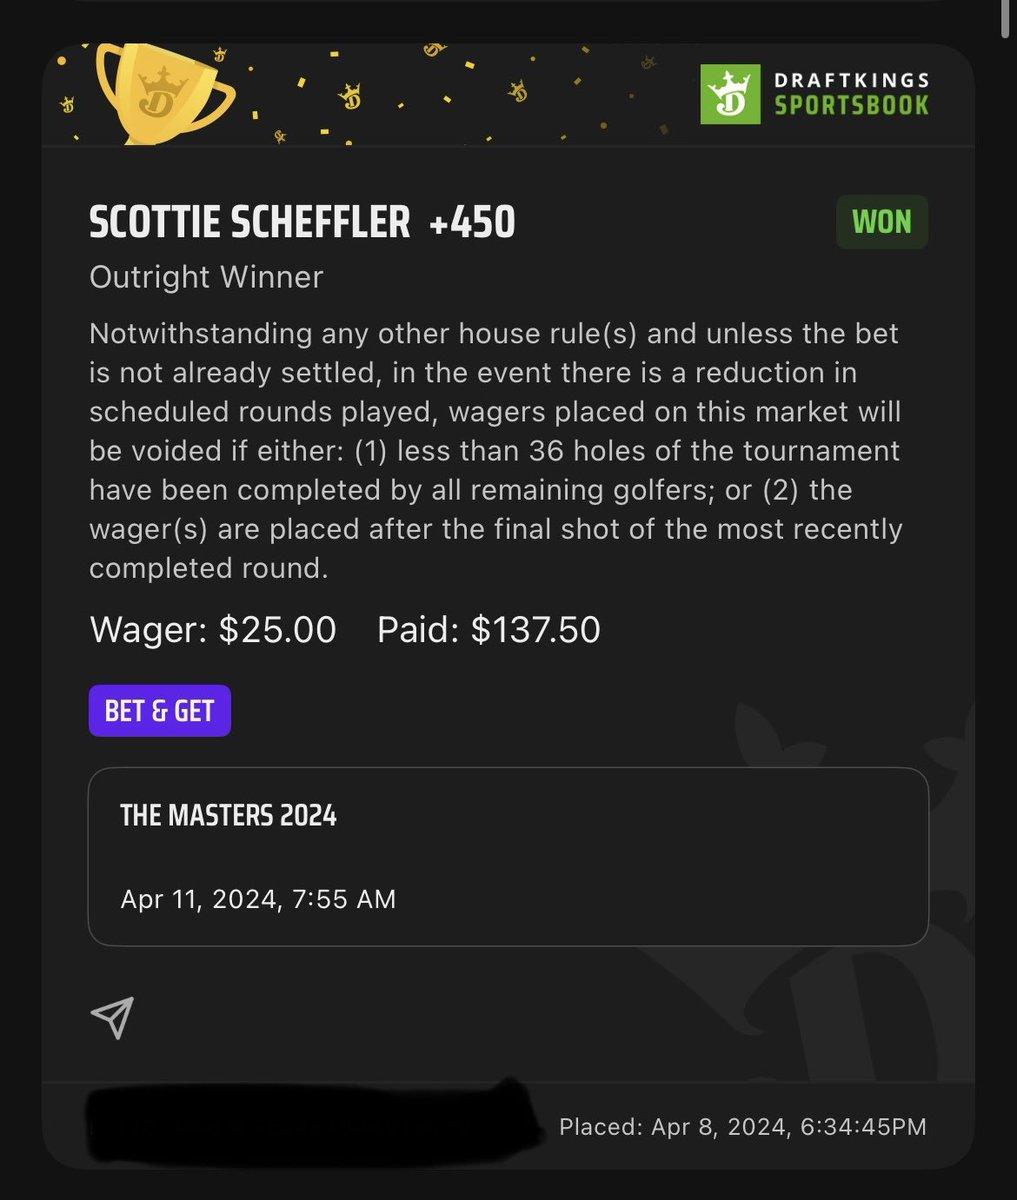 DRAFTKINGS
SPORTSBOOK
SCOTTIE SCHEFFLER +450
WON
Outright Winner
Notwithstanding any other house rule(s) and unless the bet
is not already settled, in the event there is a reduction in
scheduled rounds played, wagers placed on this market will
be voided if either: (1) less than 36 holes of the tournament
have been completed by all remaining golfers; or (2) the
wager(s) are placed after the final shot of the most recently
completed round.
Wager: $25.00 Paid: $137.50
BET & GET
THE MASTERS 2024
Apr 11, 2024, 7:55 AM
Placed: Apr 8, 2024, 6:34:45PM